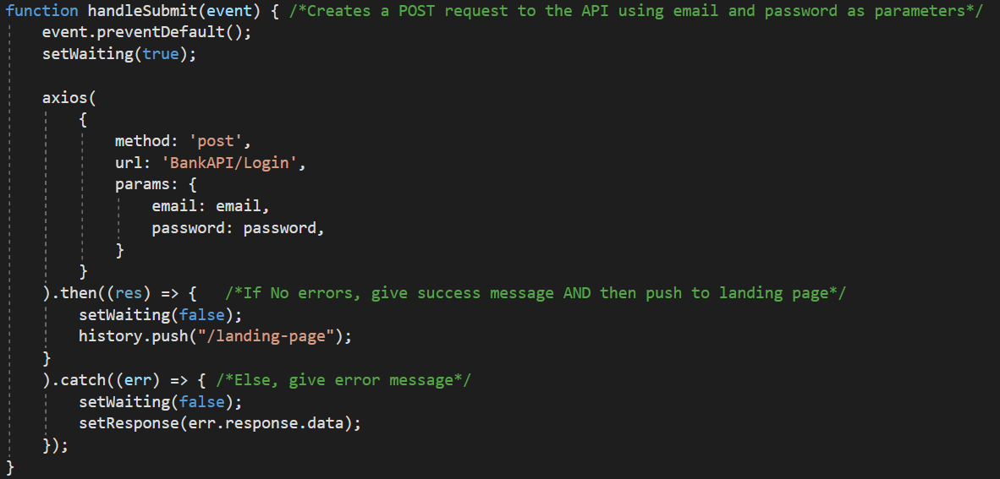 function handleSubmit(event) { /*Creates a POST request to the API using email and password as parameters*/
    event.preventDefault();
    setWaiting(true);

    axios(
        {
            method: 'post',
            url: 'BankAPI/Login',
            params: {
                email: email,
                password: password,
            }
        }
    ).then((res) => {   /*If No errors, give success message AND then push to landing page*/
        setWaiting(false);
        history.push("/landing-page");
    }
    ).catch((err) => { /*Else, give error message*/
        setWaiting(false);
        setResponse(err.response.data);
    });
}